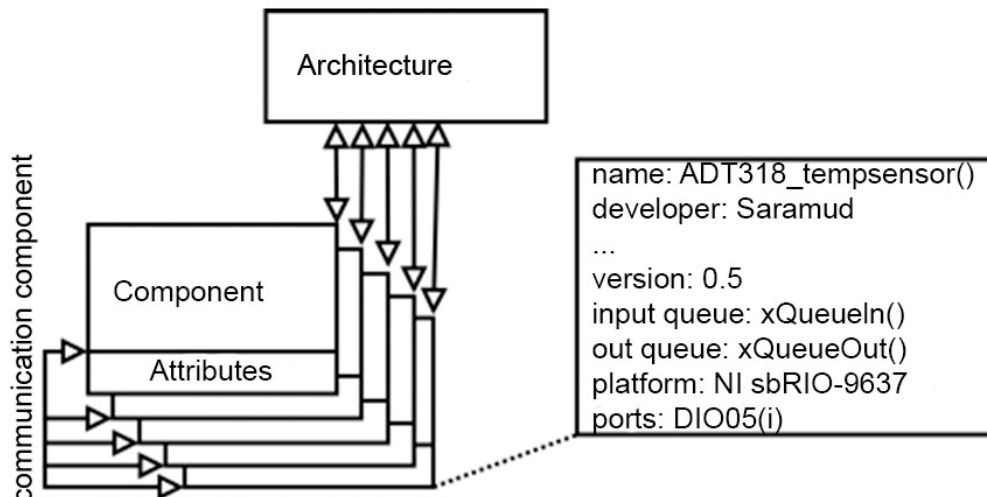 Architecture
communication component
Component
Attributes
name: ADT318_tempsensor()
developer: Saramud
...
version: 0.5
input queue: xQueueIn()
out queue: xQueueOut()
platform: NI sbRIO-9637
ports: DIO05(i)